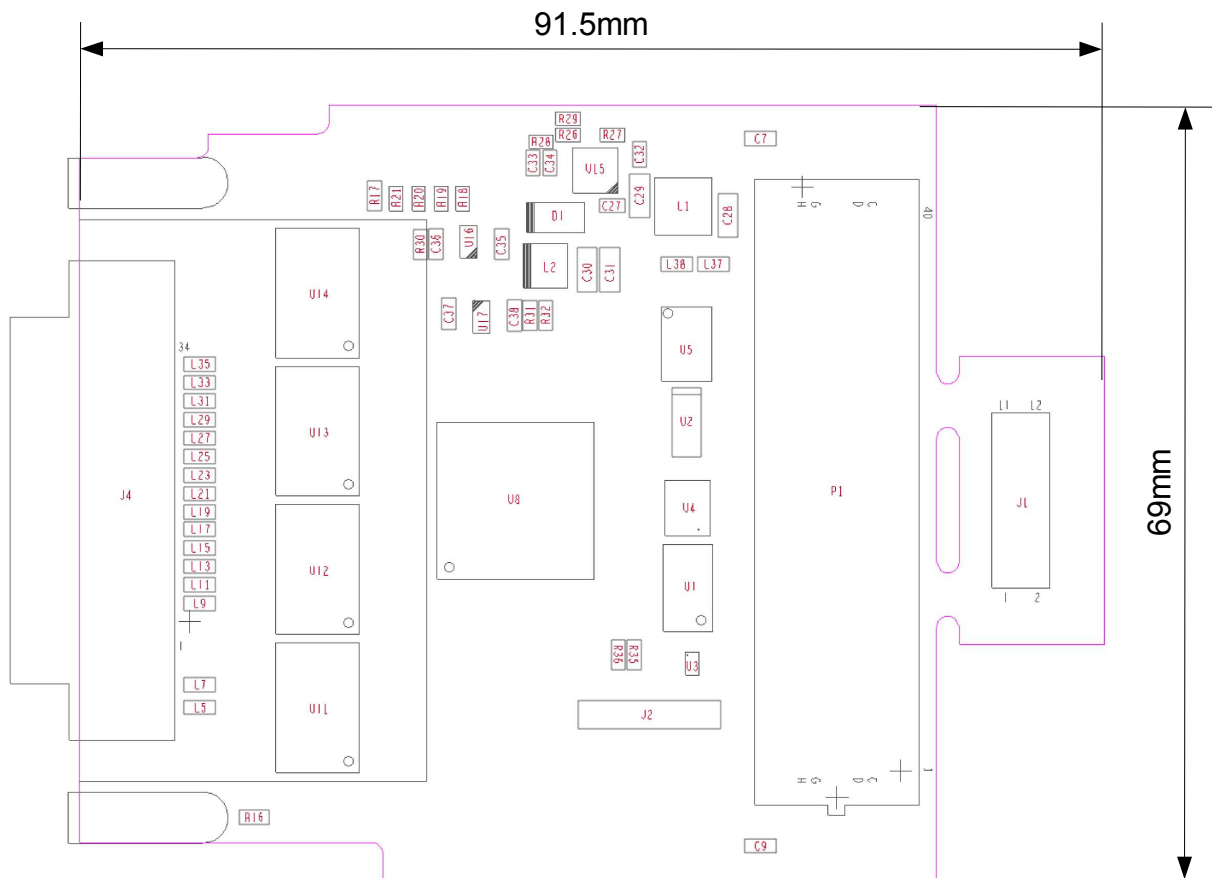 91.5mm
R29
R26
R27
R28
C7
C33
C34
C32
U15
R17
R21
R20
R19
R18
C27
C29
L1
C28
D1
H
G
D
C
40
R30
C36
U16
C35
L2
C30
C31
L38
L37
U14
C37
U17
C38
R31
R32
U5
34
L35
L33
L31
L29
L27
L25
L23
L21
L19
L17
L15
L13
L11
L9
1
L7
L5
J4
U13
U2
U8
U4
P1
L1
L2
J1
1
2
69mm
U12
U1
R36
R35
U3
U11
J2
H
G
D
C
1
R16
C9